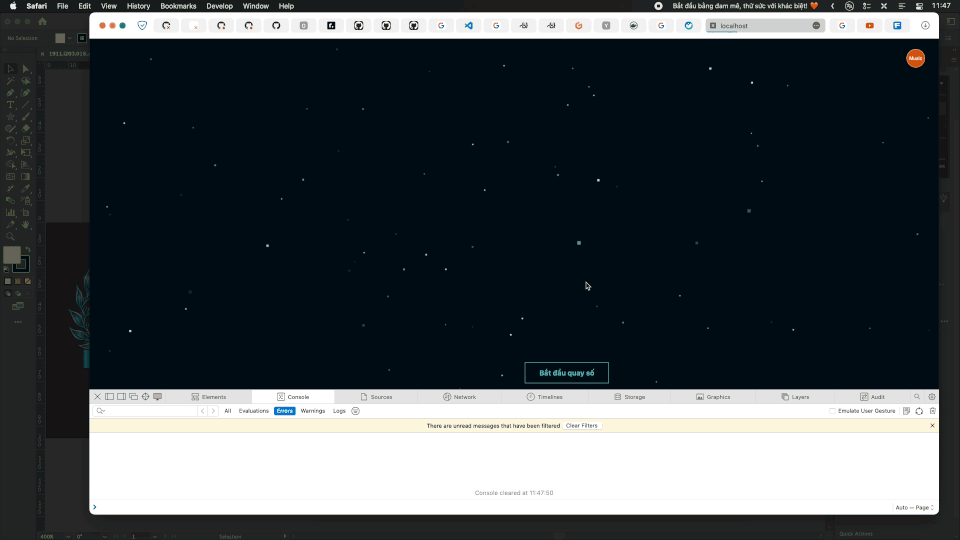 Safari File Edit View History Bookmarks Develop Window Help
Bắt đầu bằng đam mê, thử sức với khác biệt!
11:47
No Selection
localhost
Music
Bắt đầu quay số
Elements Console Sources Network Timelines Storage Graphics Layers Audit
All Evaluations Errors Warnings Logs
Emulate User Gesture
There are unread messages that have been filtered Clear Filters
Console cleared at 11:47:50
Auto — Page
Selection
Quick Actions